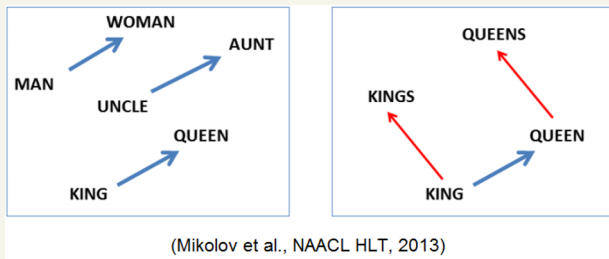 WOMAN
AUNT
MAN
UNCLE
QUEEN
KING
QUEENS
KINGS
QUEEN
KING
(Mikolov et al., NAACL HLT, 2013)